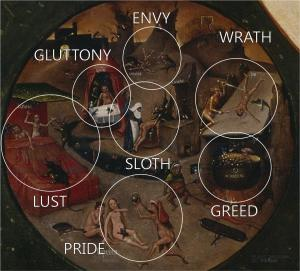 ENVY
WRATH
GLUTTONY
SLOTH
LUST
GREED
PRIDE